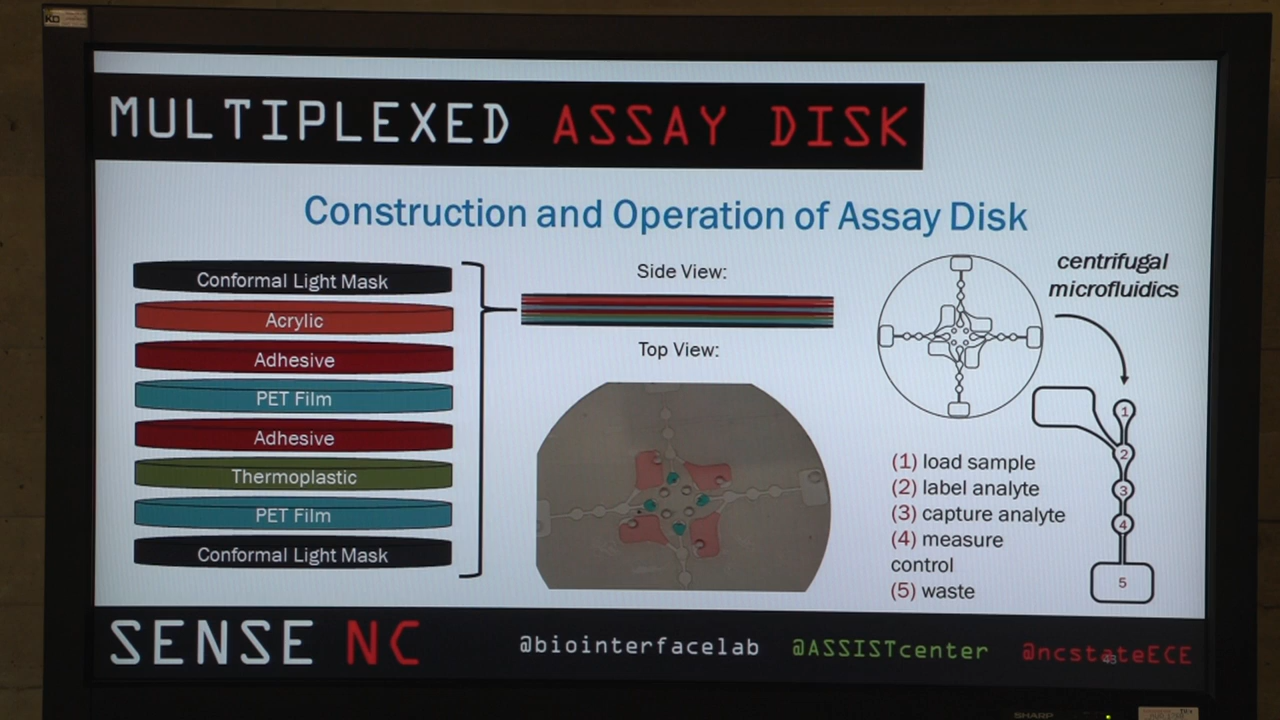 MULTIPLEXED ASSAY DISK
Construction and Operation of Assay Disk
Conformal Light Mask
Acrylic
Adhesive
PET Film
Adhesive
Thermoplastic
PET Film
Conformal Light Mask
Side View:
Top View:
centrifugal
microfluidics
1
2
3
4
5
(1) load sample
(2) label analyte
(3) capture analyte
(4) measure
control
(5) waste
SENSE NC
@biointerfacelab
@ASSISTcenter
@ncstateECE
43
SHARP